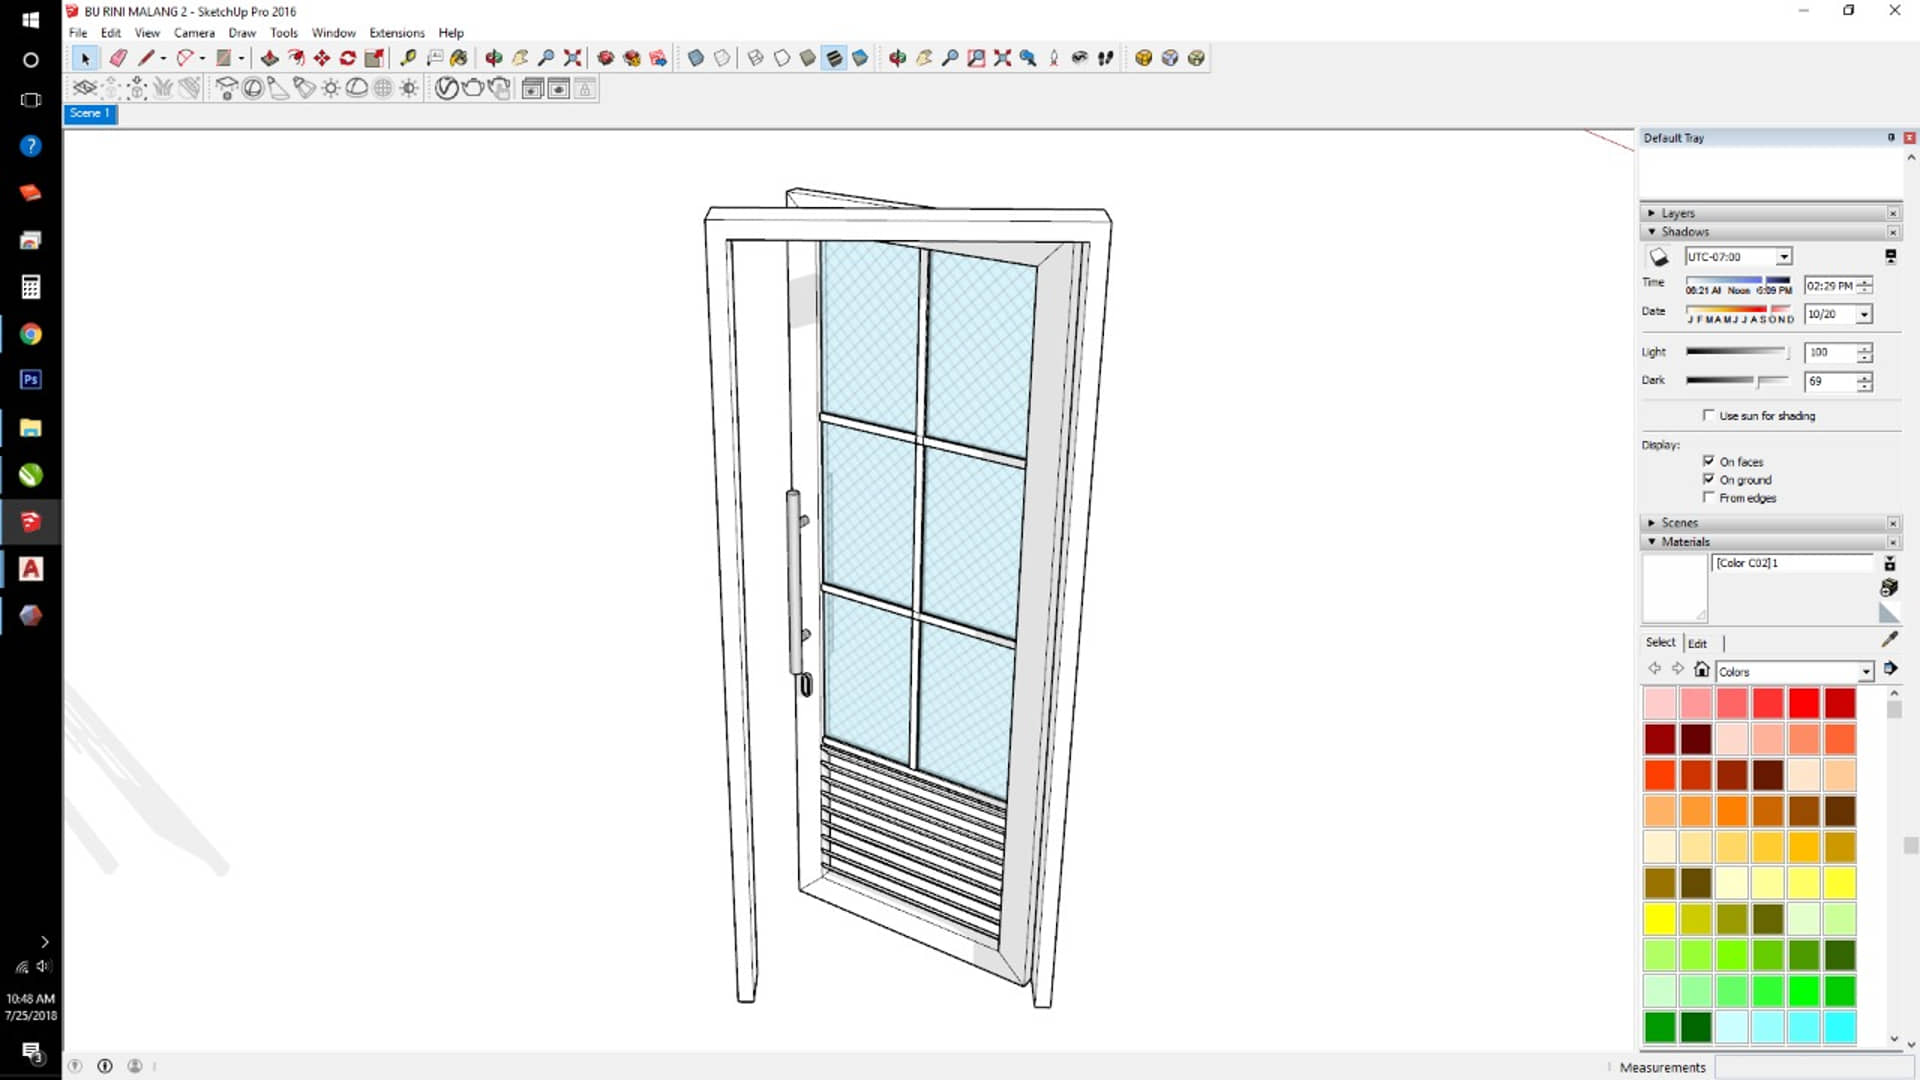 BU RINI MALANG 2 - SketchUp Pro 2016
File Edit View Camera Draw Tools Window Extensions Help
Scene 1
Default Tray
Layers
Shadows
UTC-07:00
Time
06:21 AM Noon 5:09 PM
02:29 PM
Date
J F M A M J J A S O N D
10/20
Light
100
Dark
69
Use sun for shading
Display:
On faces
On ground
From edges
Scenes
Materials
[Color C02]1
Select Edit
Colors
Ps
A
10:48 AM
7/25/2018
3
Measurements